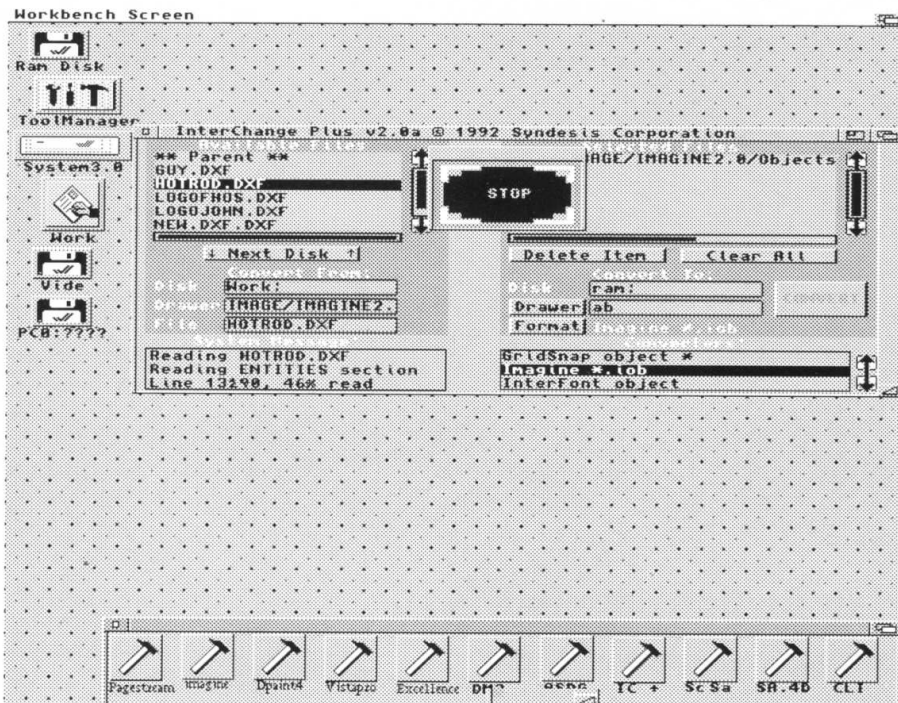 Workbench Screen
Ram Disk
ToolManager
System3.0
Work
Vide
PC0:????
InterChange Plus v2.0a © 1992 Syndesis Corporation
Available Files
Selected Files
** Parent **
GUY.DXF
HOTROD.DXF
LOGOFHOS.DXF
LOGOJOHN.DXF
NEW.DXF.DXF
STOP
AGE/IMAGINE2.0/Objects
↓ Next Disk ↑
Delete Item
Clear All
Convert From:
Convert To:
Disk
Work:
Drawer
IMAGE/IMAGINE2.
File
HOTROD.DXF
Disk
ram:
Drawer
ab
Format
Imagine *.iob
System Message:
Converters:
Reading HOTROD.DXF
Reading ENTITIES section
Line 13290, 46% read
GridSnap object *
Imagine *.iob
InterFont object
Pagestream
imagine
Dpaint4
Vistapro
Excellence
IC +
ScSa
SA.4D
CLI